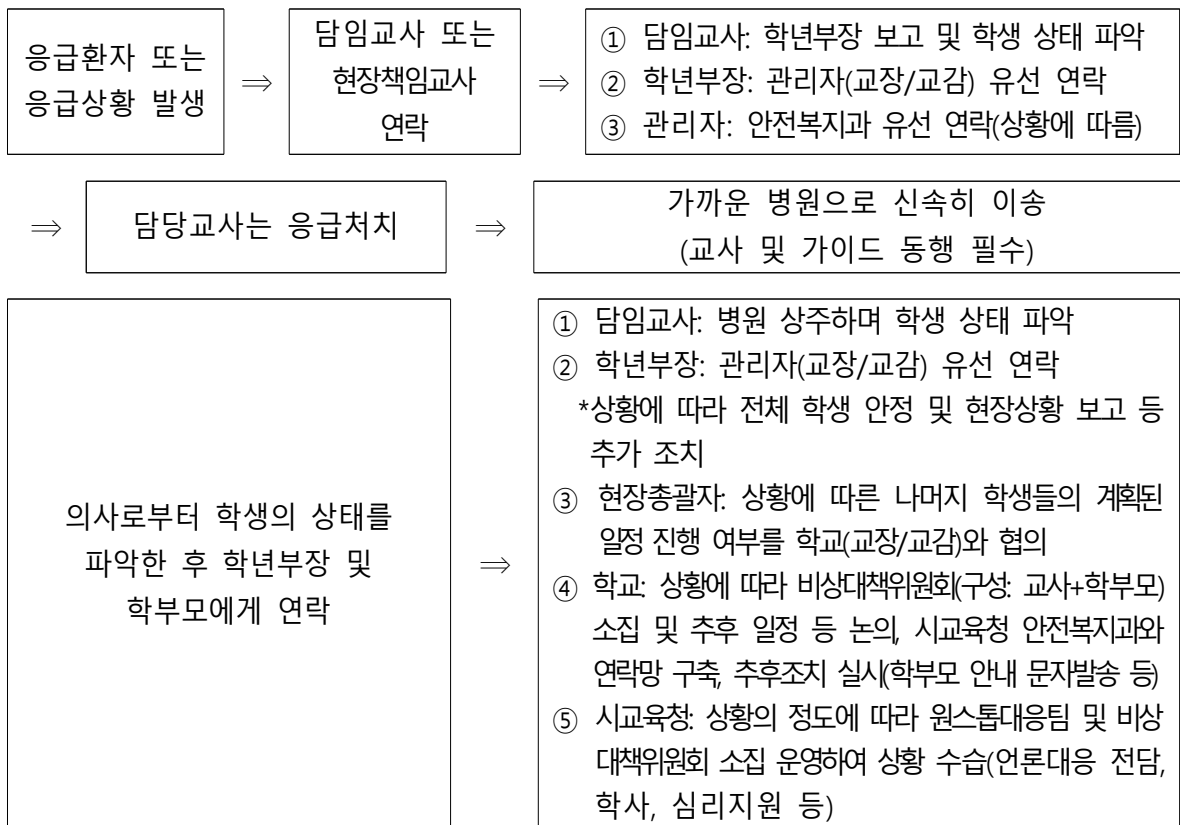 응급환자 또는
응급상황 발생
⇒
담임교사 또는
현장책임교사
연락
⇒
① 담임교사: 학년부장 보고 및 학생 상태 파악
② 학년부장: 관리자(교장/교감) 유선 연락
③ 관리자: 안전복지과 유선 연락(상황에 따름)
⇒
담당교사는 응급처치
⇒
가까운 병원으로 신속히 이송
(교사 및 가이드 동행 필수)
의사로부터 학생의 상태를
파악한 후 학년부장 및
학부모에게 연락
⇒
① 담임교사: 병원 상주하며 학생 상태 파악
② 학년부장: 관리자(교장/교감) 유선 연락
*상황에 따라 전체 학생 안정 및 현장상황 보고 등
추가 조치
③ 현장총괄자: 상황에 따른 나머지 학생들의 계획된
일정 진행 여부를 학교(교장/교감)와 협의
④ 학교: 상황에 따라 비상대책위원회(구성: 교사+학부모)
소집 및 추후 일정 등 논의, 시교육청 안전복지과와
연락망 구축, 추후조치 실시(학부모 안내 문자발송 등)
⑤ 시교육청: 상황의 정도에 따라 원스톱대응팀 및 비상
대책위원회 소집 운영하여 상황 수습(언론대응 전담,
학사, 심리지원 등)